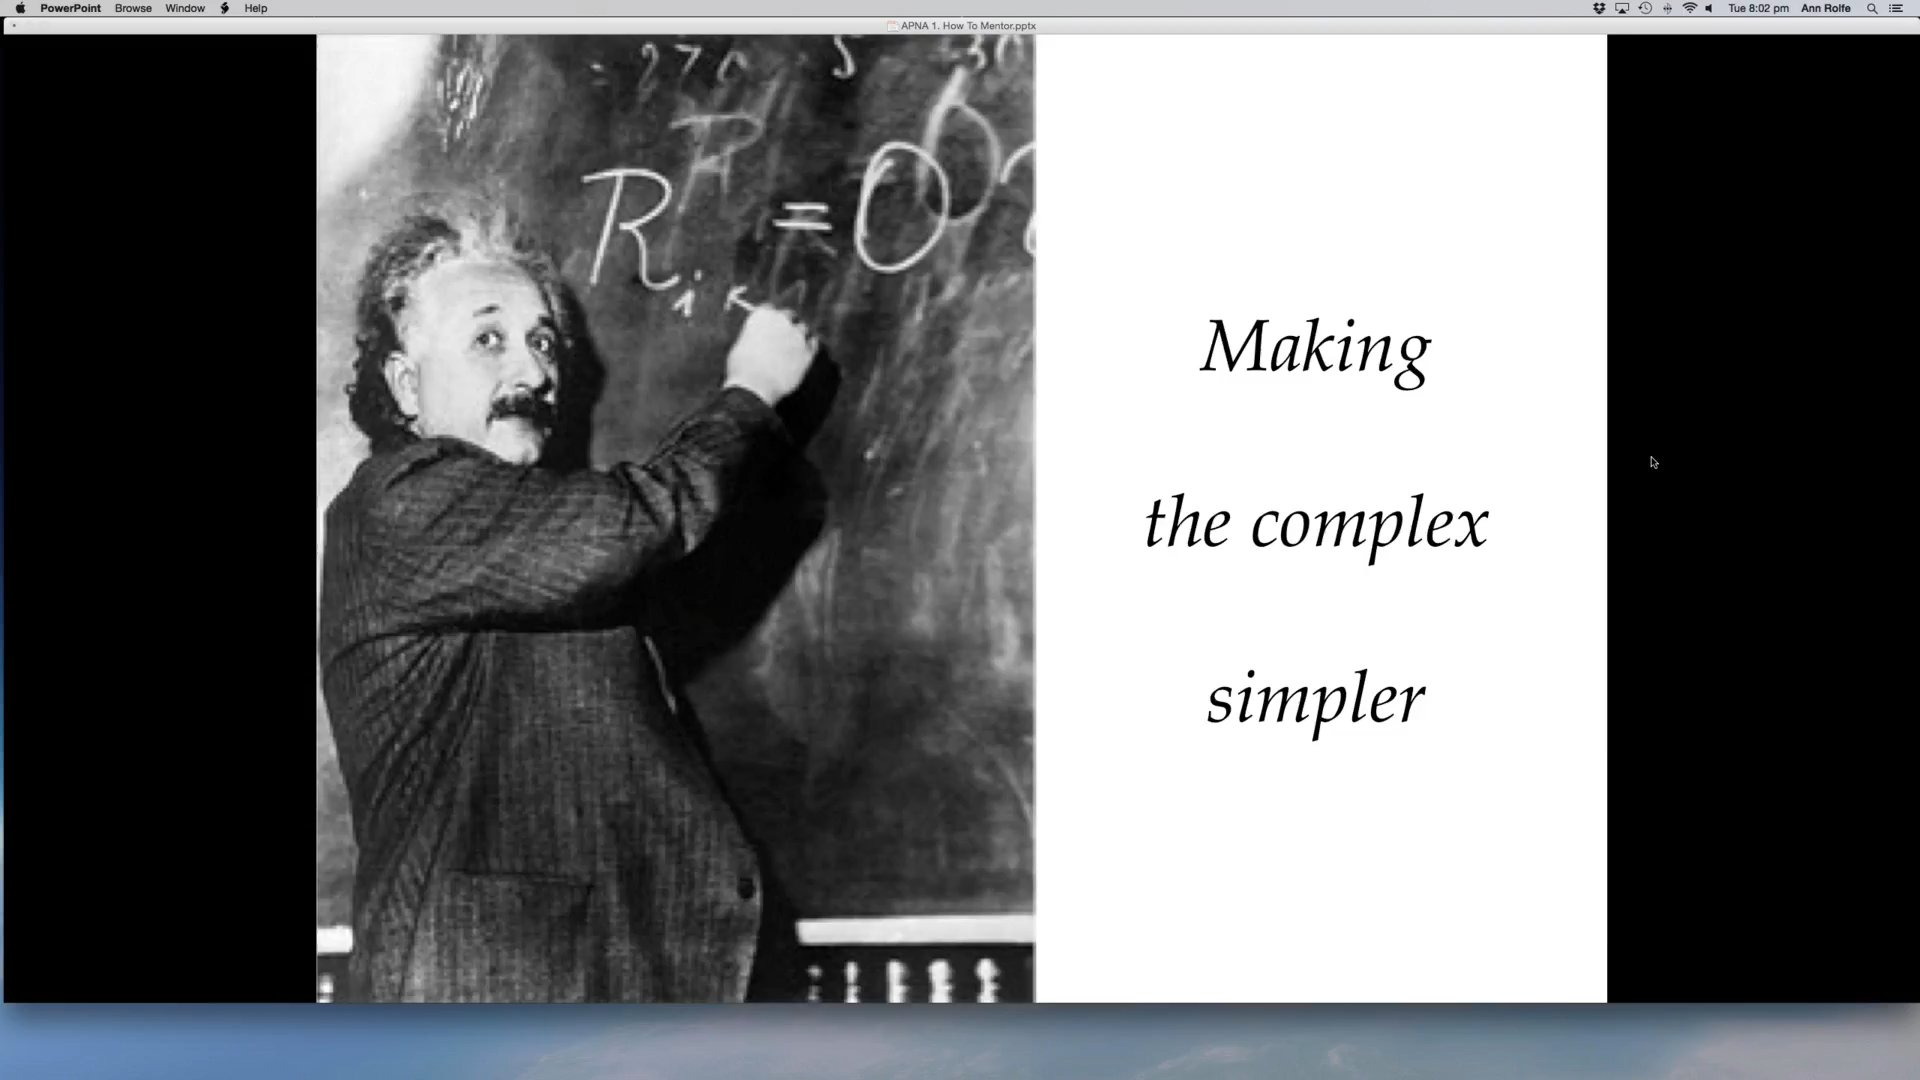 PowerPoint Browse Window Help Tue 8:02 pm Ann Rolfe
APNA 1. How To Mentor.pptx
R i κ = 0
Making
the complex
simpler